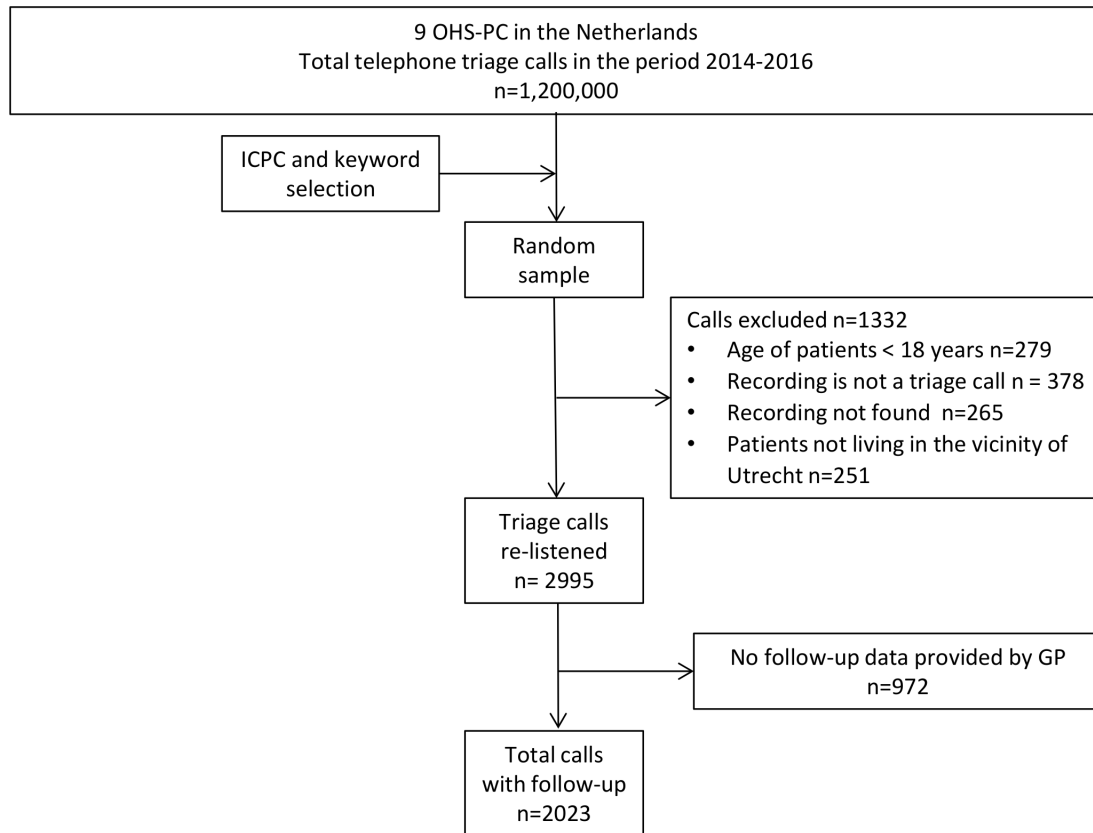 9 OHS-PC in the Netherlands
Total telephone triage calls in the period 2014-2016
n=1,200,000
ICPC and keyword
selection
Random
sample
Calls excluded n=1332
• Age of patients < 18 years n=279
• Recording is not a triage call n = 378
• Recording not found n=265
• Patients not living in the vicinity of
Utrecht n=251
Triage calls
re-listened
n= 2995
No follow-up data provided by GP
n=972
Total calls
with follow-up
n=2023